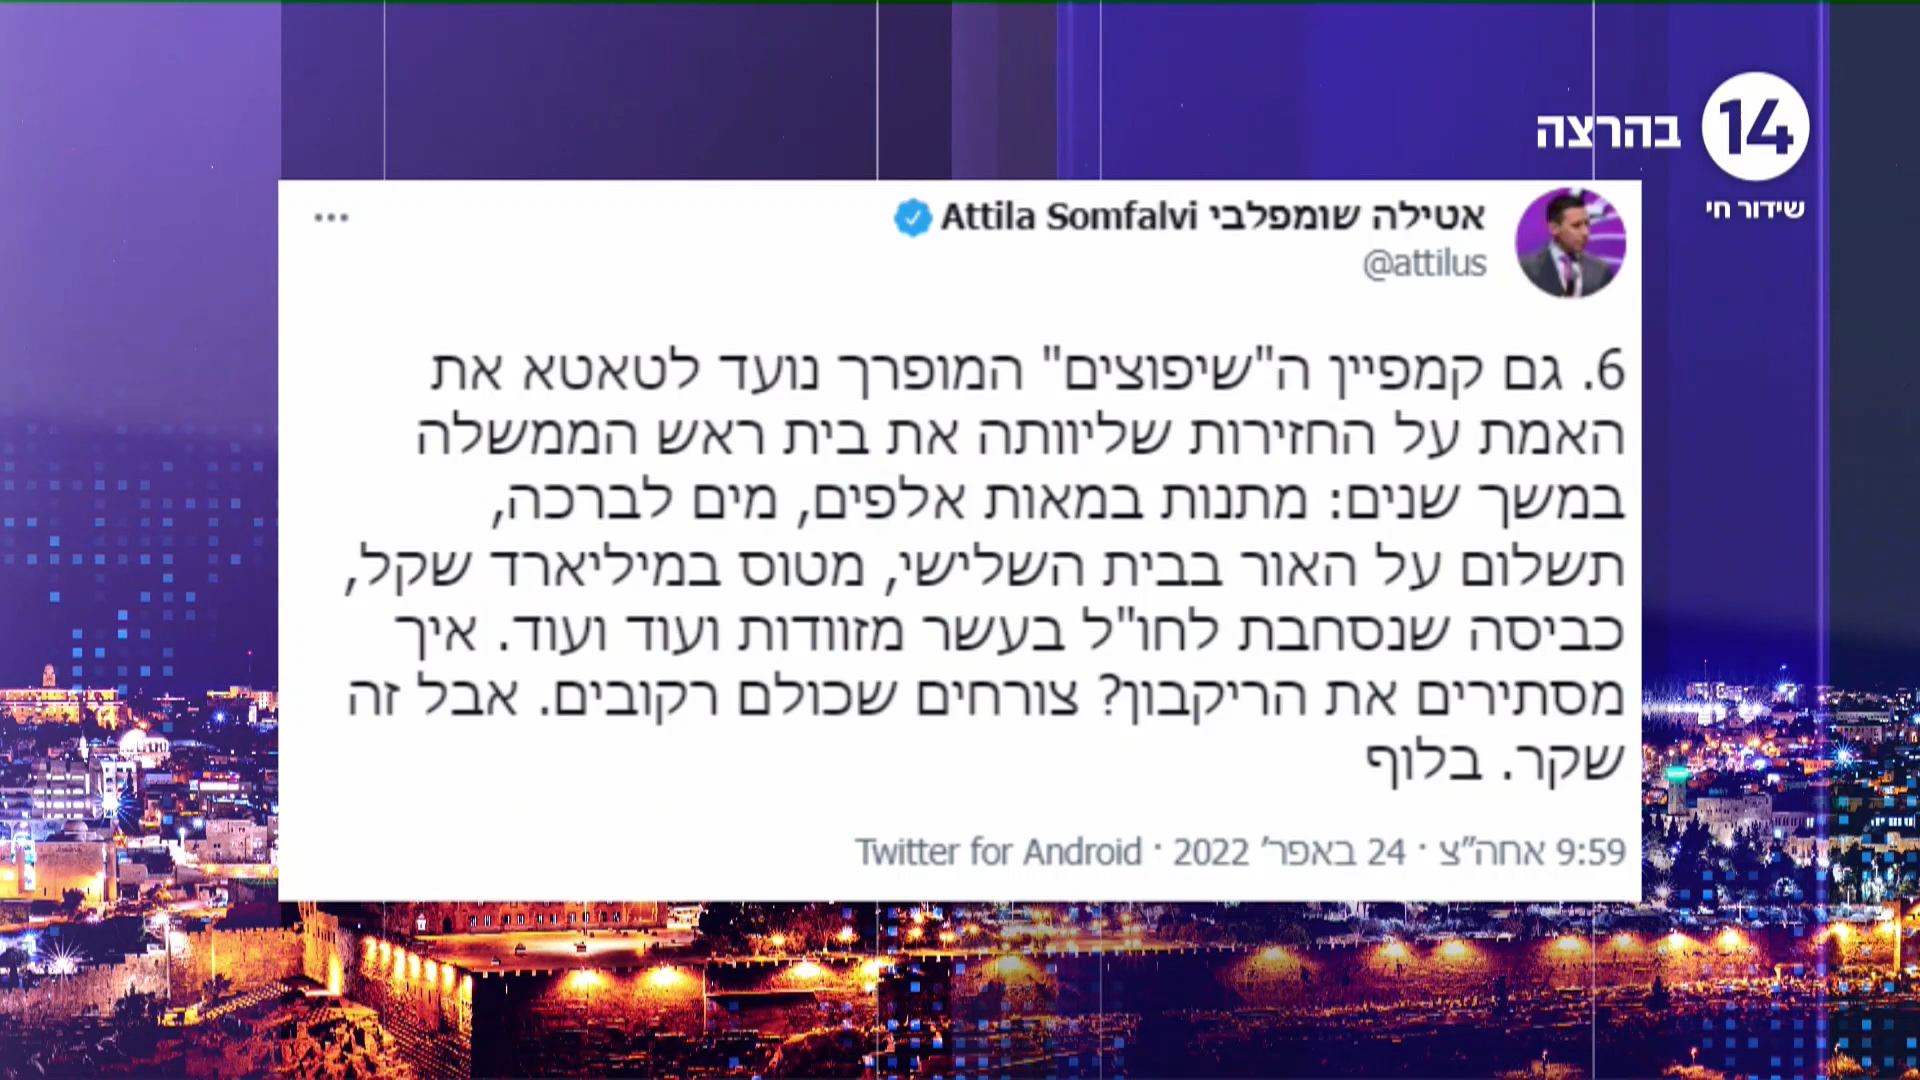 14 בהרצה
שידור חי
אטילה שומפלבי Attila Somfalvi
@attilus
6. גם קמפיין ה"שיפוצים" המופרך נועד לטאטא את
האמת על החזירות שליוותה את בית ראש הממשלה
במשך שנים: מתנות במאות אלפים, מים לברכה,
תשלום על האור בבית השלישי, מטוס במיליארד שקל,
כביסה שנסחבת לחו"ל בעשר מזוודות ועוד ועוד. איך
מסתירים את הריקבון? צורחים שכולם רקובים. אבל זה
שקר. בלוף
9:59 אחה"צ · 24 באפר׳ 2022 · Twitter for Android